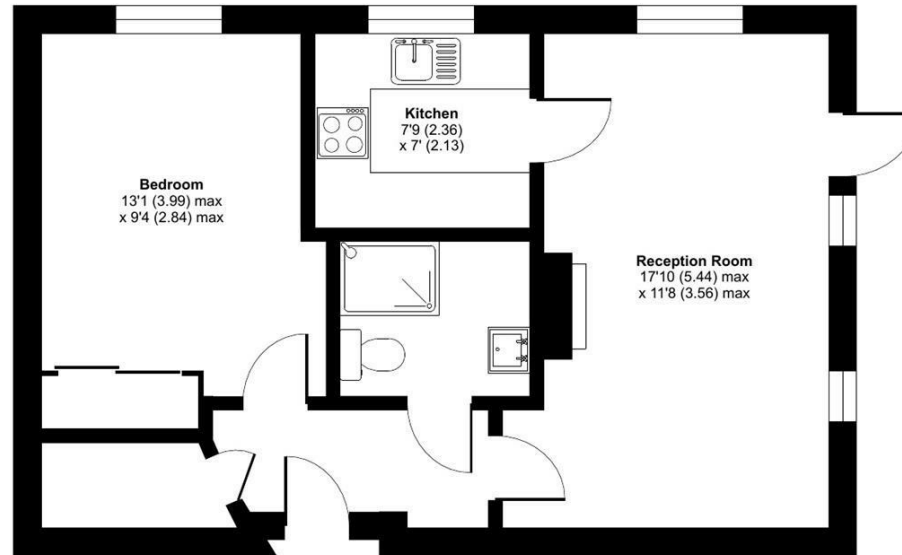 Kitchen
7'9 (2.36)
x 7' (2.13)
Bedroom
13'1 (3.99) max
x 9'4 (2.84) max
Reception Room
17'10 (5.44) max
x 11'8 (3.56) max